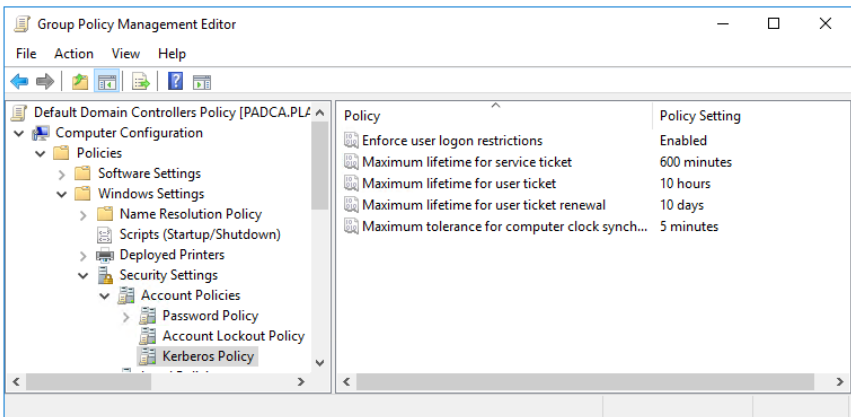 Group Policy Management Editor
File Action View Help
Default Domain Controllers Policy [PADCA.PLA
Computer Configuration
Policies
Software Settings
Windows Settings
Name Resolution Policy
Scripts (Startup/Shutdown)
Deployed Printers
Security Settings
Account Policies
Password Policy
Account Lockout Policy
Kerberos Policy
Policy Policy Setting
Enforce user logon restrictions Enabled
Maximum lifetime for service ticket 600 minutes
Maximum lifetime for user ticket 10 hours
Maximum lifetime for user ticket renewal 10 days
Maximum tolerance for computer clock synch... 5 minutes